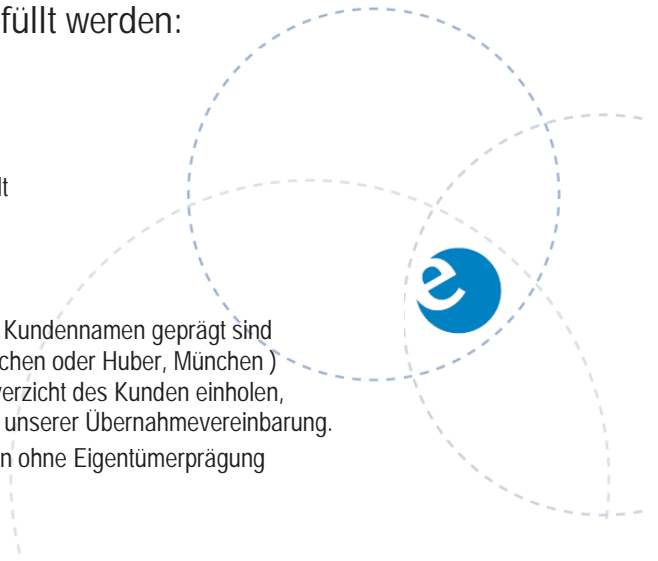 füllt werden:
lt
e
Kundennamen geprägt sind
chen oder Huber, München )
verzicht des Kunden einholen,
unserer Übernahmevereinbarung.
n ohne Eigentümerprägung